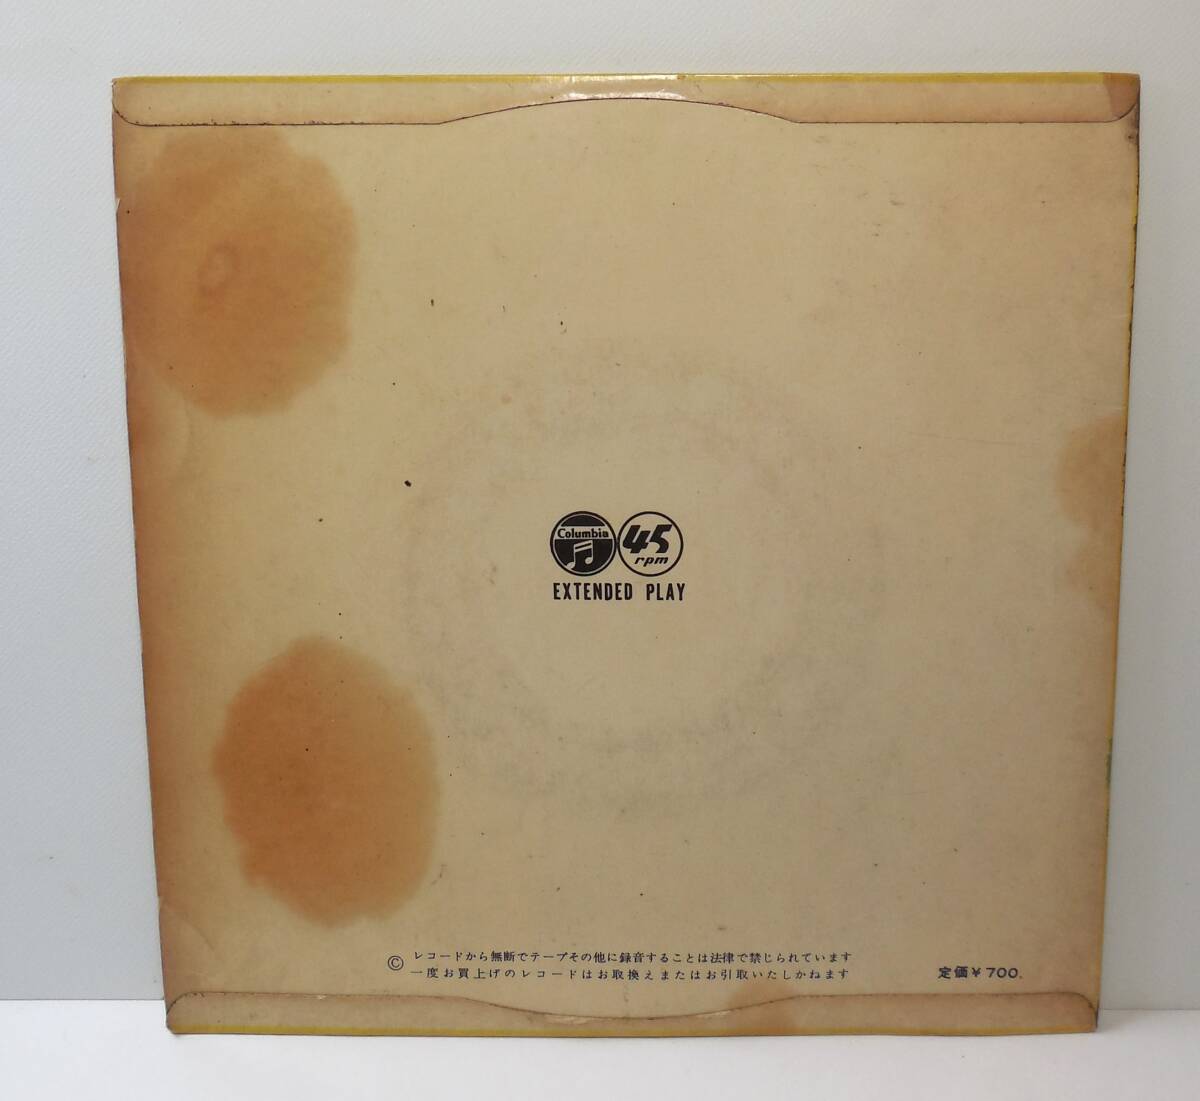 Columbia
45
rpm
EXTENDED PLAY
© レコードから無断でテープその他に録音することは法律で禁じられています
一度お買上げのレコードはお取換えまたはお引取いたしかねます
定価¥700.